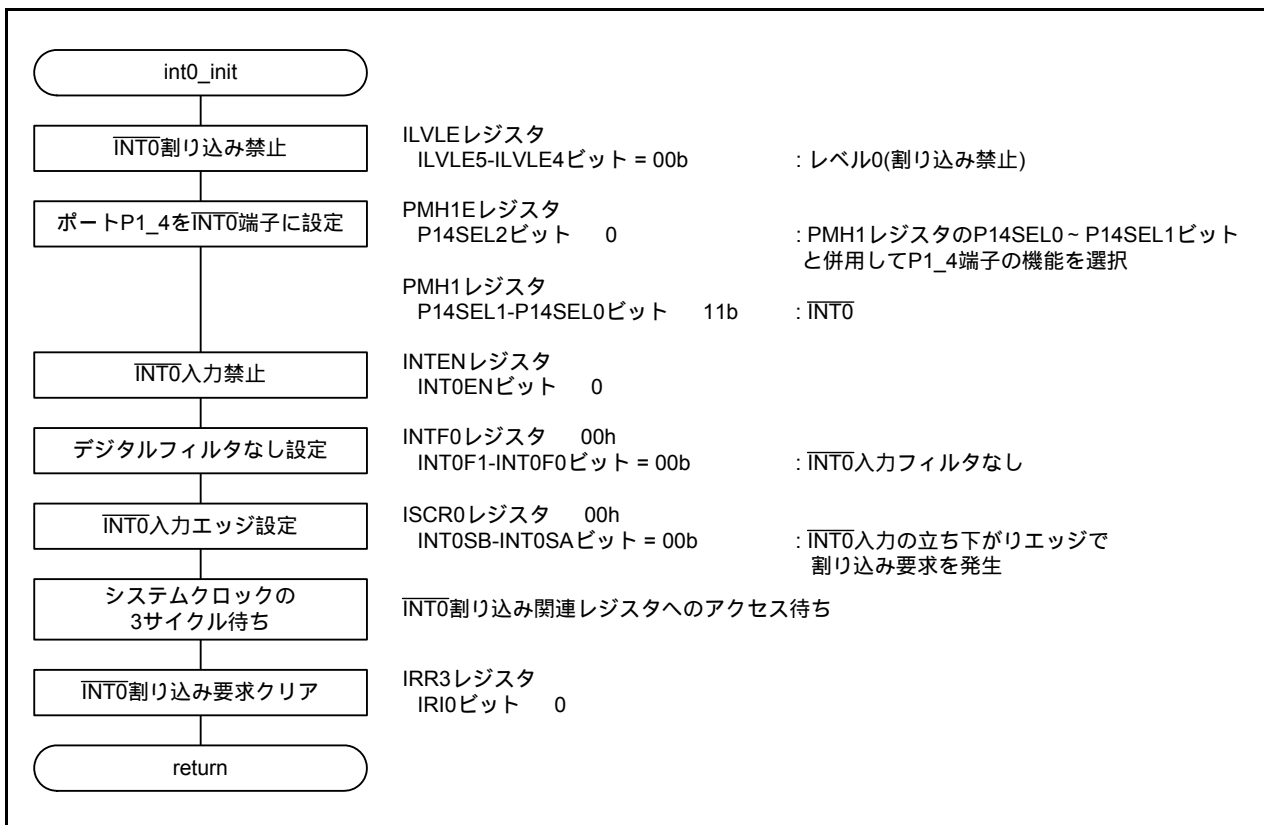 int0_init
INT0割り込み禁止
ILVLEレジスタ
ILVLE5-ILVLE4ビット = 00b : レベル0(割り込み禁止)
ポートP1_4をINT0端子に設定
PMH1Eレジスタ
P14SEL2ビット 0 : PMH1レジスタのP14SEL0~P14SEL1ビット
と併用してP1_4端子の機能を選択
PMH1レジスタ
P14SEL1-P14SEL0ビット 11b : INT0
INT0入力禁止
INTENレジスタ
INT0ENビット 0
デジタルフィルタなし設定
INTF0レジスタ 00h
INT0F1-INT0F0ビット = 00b : INT0入力フィルタなし
INT0入力エッジ設定
ISCR0レジスタ 00h
INT0SB-INT0SAビット = 00b : INT0入力の立ち下がりエッジで
割り込み要求を発生
システムクロックの
3サイクル待ち
INT0割り込み関連レジスタへのアクセス待ち
INT0割り込み要求クリア
IRR3レジスタ
IRI0ビット 0
return